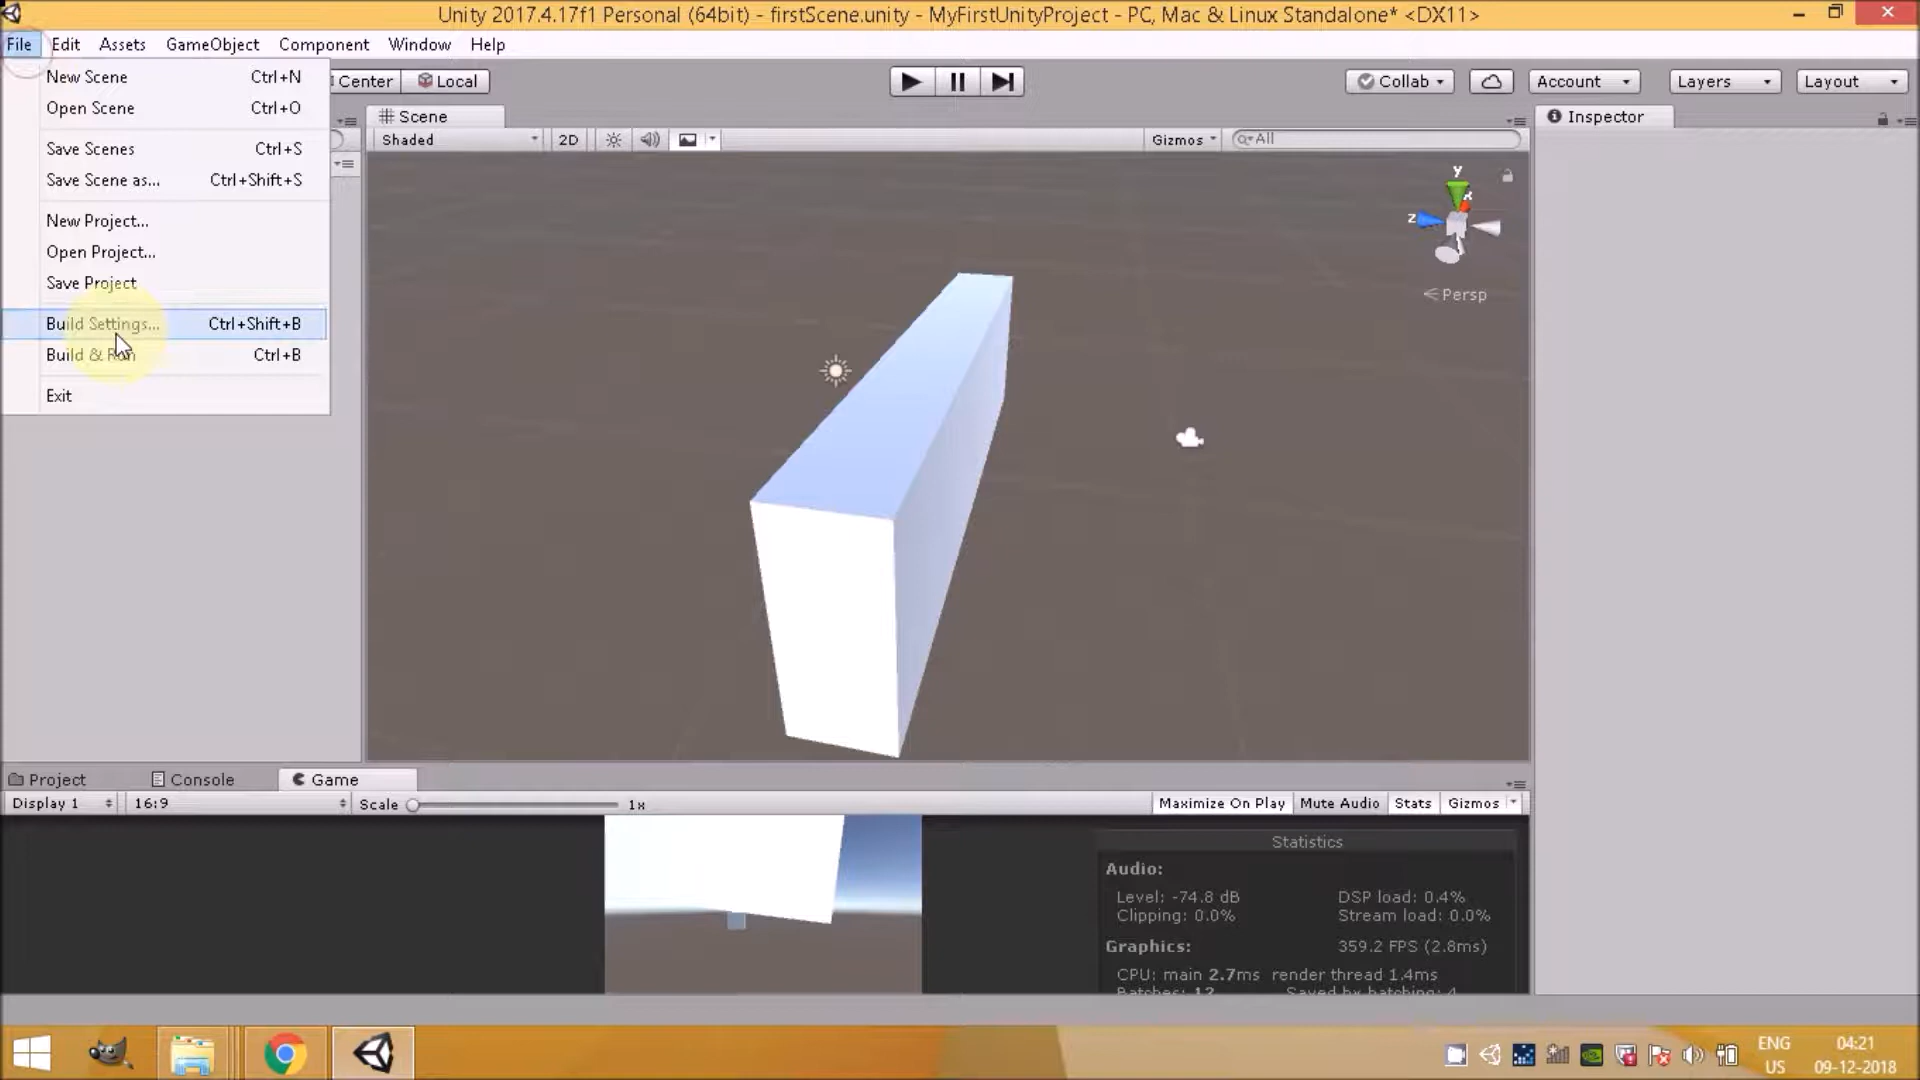 Unity 2017.4.17f1 Personal (64bit) - firstScene.unity - MyFirstUnityProject - PC, Mac & Linux Standalone* <DX11>
File Edit Assets GameObject Component Window Help
New Scene Ctrl+N
Open Scene Ctrl+O
Save Scenes Ctrl+S
Save Scene as... Ctrl+Shift+S
New Project...
Open Project...
Save Project
Build Settings... Ctrl+Shift+B
Build & Run Ctrl+B
Exit
Center Local
Collab Account Layers Layout
Scene
Shaded 2D Gizmos All
Inspector
y
x
z
Persp
Project Console Game
Display 1 16:9 Scale 1x Maximize On Play Mute Audio Stats Gizmos
Statistics
Audio:
Level: -74.8 dB DSP load: 0.4%
Clipping: 0.0% Stream load: 0.0%
Graphics: 359.2 FPS (2.8ms)
CPU: main 2.7ms render thread 1.4ms
Batches: 12 Saved by batching: 4
ENG 04:21
US 09-12-2018